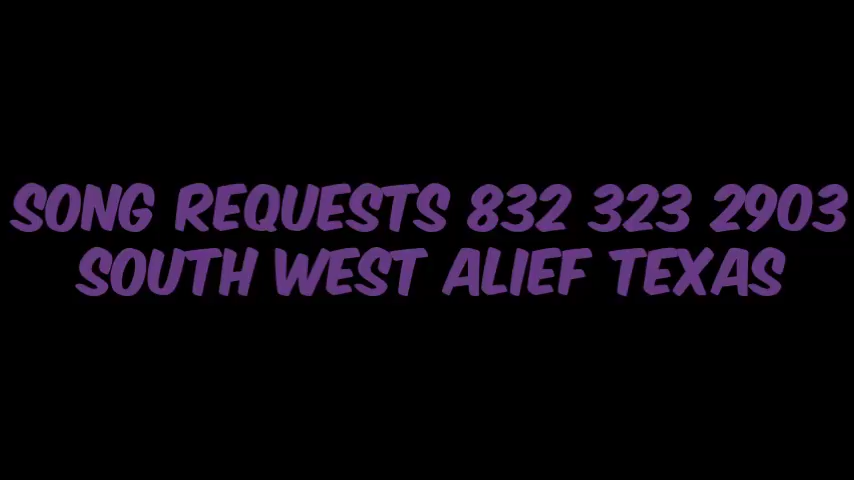 SONG REQUESTS 832 323 2903
SOUTH WEST ALIEF TEXAS